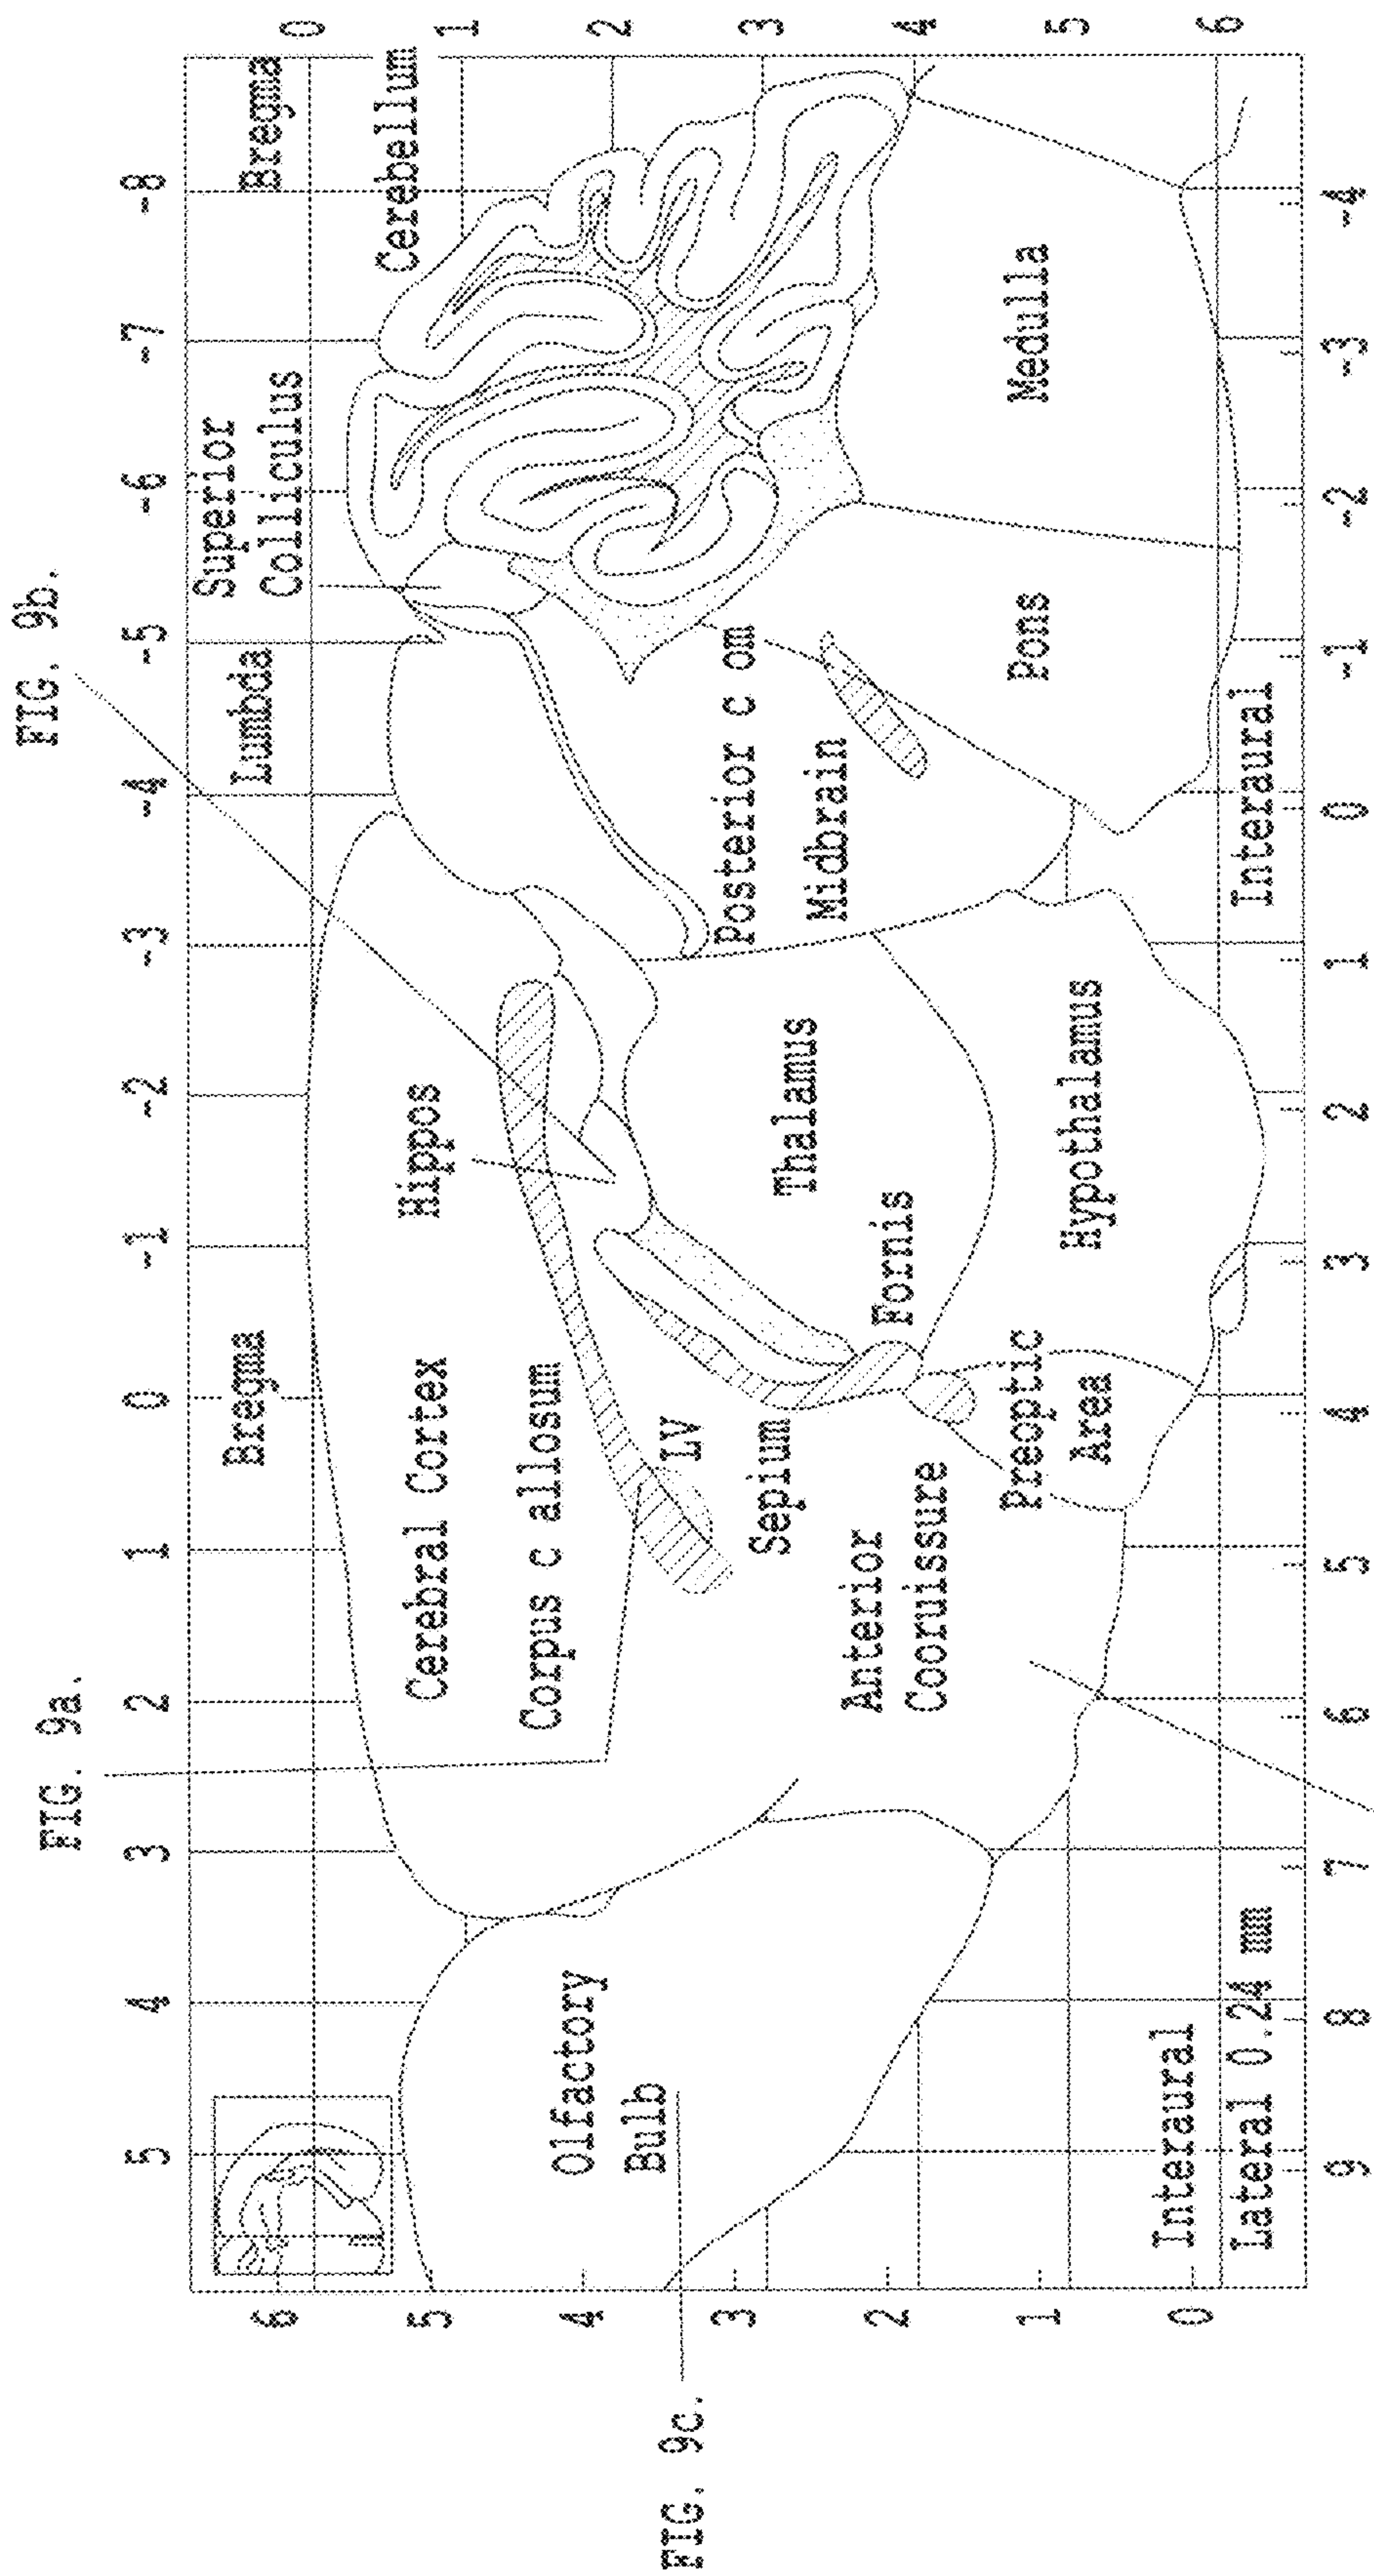 FIG. 9a.
FIG. 9b.
5
4
3
2
1
0
-1
-2
-3
-4
-5
-6
-7
-8
Bregma
Lumbda
Superior
Colliculus
Bregma
Cerebellum
Cerebral Cortex
Hippos
Corpus c allosum
LV
Sepium
Olfactory
Bulb
Anterior
Cooruissure
Fornis
Thalamus
Posterior c om
Midbrain
Preoptic
Area
Hypothalamus
Pons
Medulla
Interaural
Lateral 0.24 mm
Interaural
6
5
4
3
2
1
0
0
1
2
3
4
5
6
9
8
7
6
5
4
3
2
1
0
-1
-2
-3
-4
FIG. 9c.